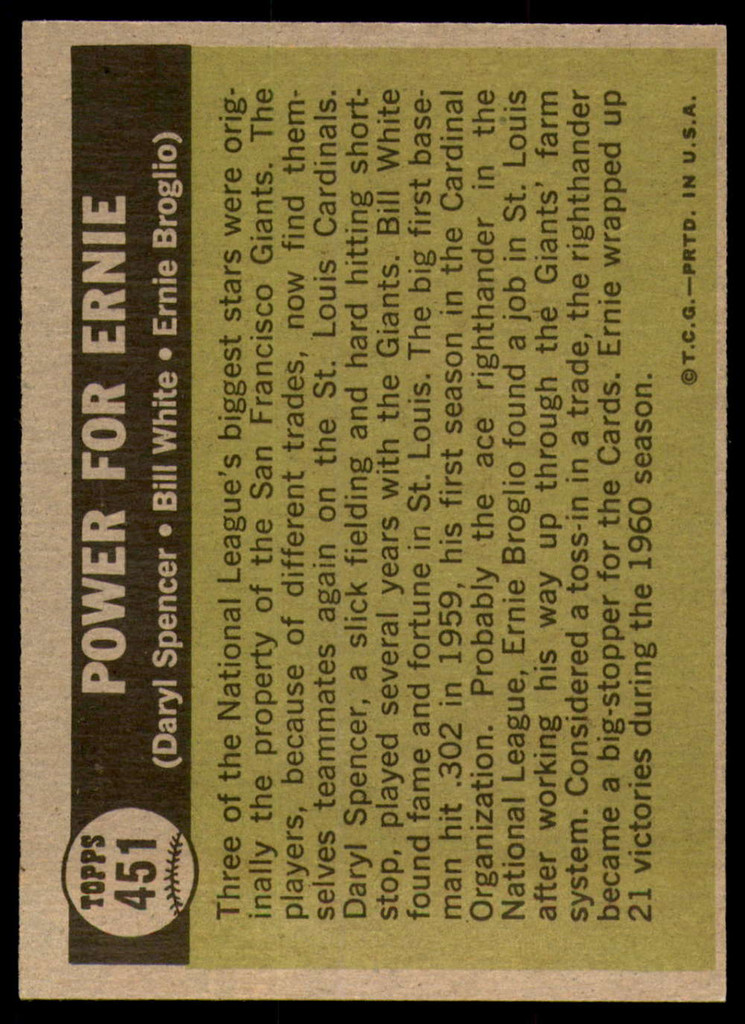 TOPPS
451
POWER FOR ERNIE
(Daryl Spencer • Bill White • Ernie Broglio)
Three of the National League's biggest stars were orig-
inally the property of the San Francisco Giants. The
players, because of different trades, now find them-
selves teammates again on the St. Louis Cardinals.
Daryl Spencer, a slick fielding and hard hitting short-
stop, played several years with the Giants. Bill White
found fame and fortune in St. Louis. The big first base-
man hit .302 in 1959, his first season in the Cardinal
Organization. Probably the ace righthander in the
National League, Ernie Broglio found a job in St. Louis
after working his way up through the Giants' farm
system. Considered a toss-in in a trade, the righthander
became a big-stopper for the Cards. Ernie wrapped up
21 victories during the 1960 season.
©T.C.G.—PRTD. IN U.S.A.